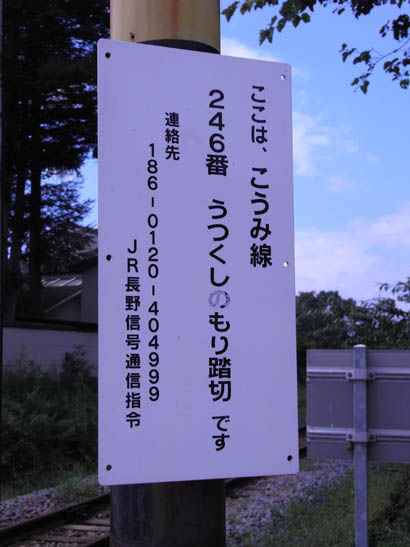 ここは、こうみ線
246番 うつくしのもり踏切です
連絡先
186-0120-404999
JR長野信号通信指令